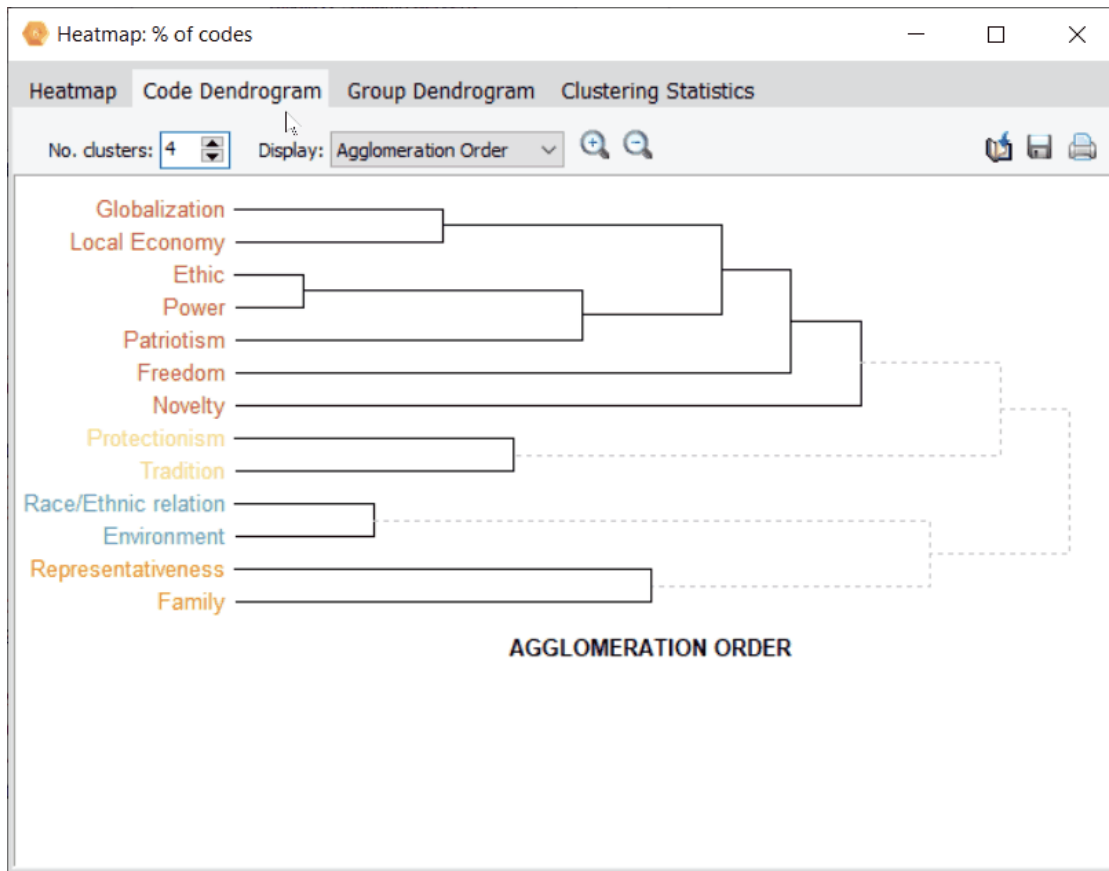 Heatmap: % of codes
Heatmap Code Dendrogram Group Dendrogram Clustering Statistics
No. clusters: 4 Display: Agglomeration Order
Globalization
Local Economy
Ethic
Power
Patriotism
Freedom
Novelty
Protectionism
Tradition
Race/Ethnic relation
Environment
Representativeness
Family
AGGLOMERATION ORDER